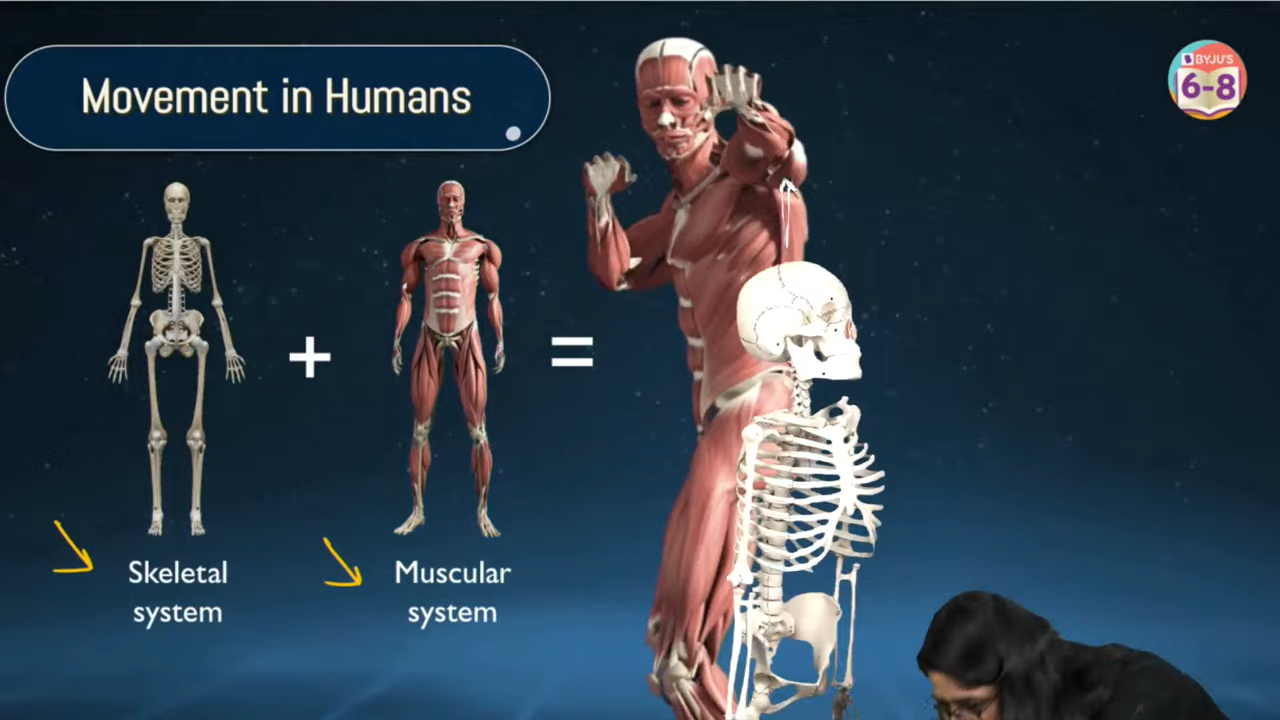 Movement in Humans
BYJU'S
6-8
+
=
Skeletal
system
Muscular
system